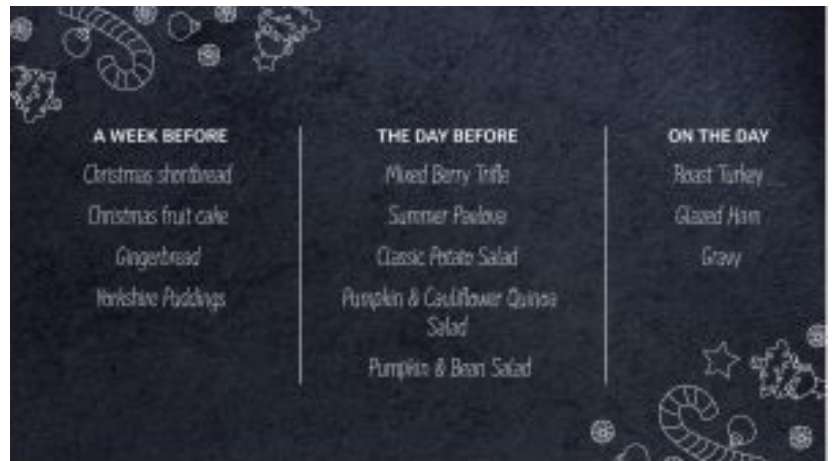 A WEEK BEFORE
Christmas shortbread
Christmas fruit cake
Gingerbread
Yorkshire Puddings
THE DAY BEFORE
Mixed Berry Trifle
Summer Pavlova
Classic Potato Salad
Pumpkin & Cauliflower Quinoa
Salad
Pumpkin & Bean Salad
ON THE DAY
Roast Turkey
Glazed Ham
Gravy